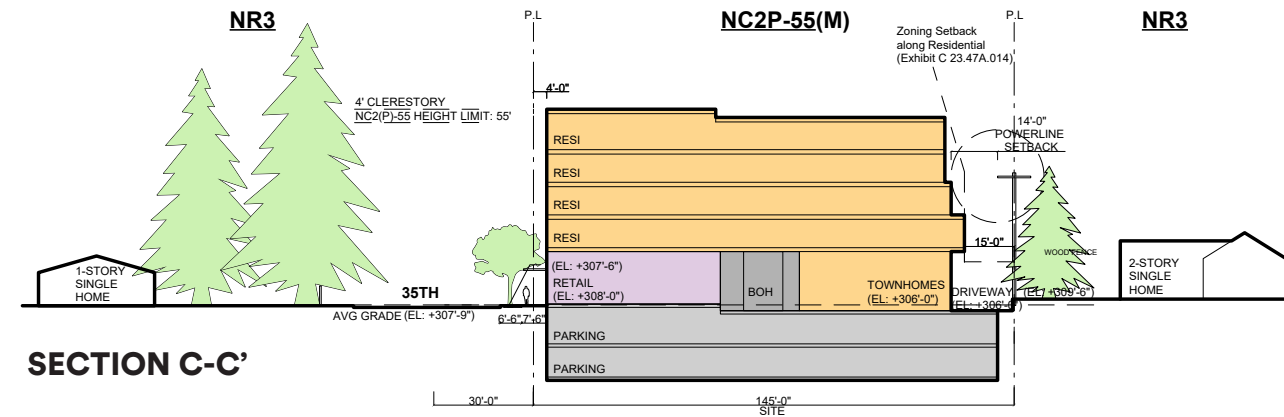 NR3
P.L
NC2P-55(M)
P.L
NR3
Zoning Setback
along Residential
(Exhibit C 23.47A.014)
4'-0"
4' CLERESTORY
NC2(P)-55 HEIGHT LIMIT: 55'
14'-0"
POWERLINE
SETBACK
RESI
RESI
RESI
RESI
15'-0"
WOOD FENCE
1-STORY
SINGLE
HOME
(EL: +307'-6")
RETAIL
(EL: +308'-0")
BOH
TOWNHOMES
(EL: +306'-0")
DRIVEWAY
(EL: +306'-0")
(EL: +309'-6")
2-STORY
SINGLE
HOME
35TH
AVG GRADE (EL: +307'-9")
6'-6"
7'-6"
PARKING
PARKING
SECTION C-C’
30'-0"
145'-0"
SITE